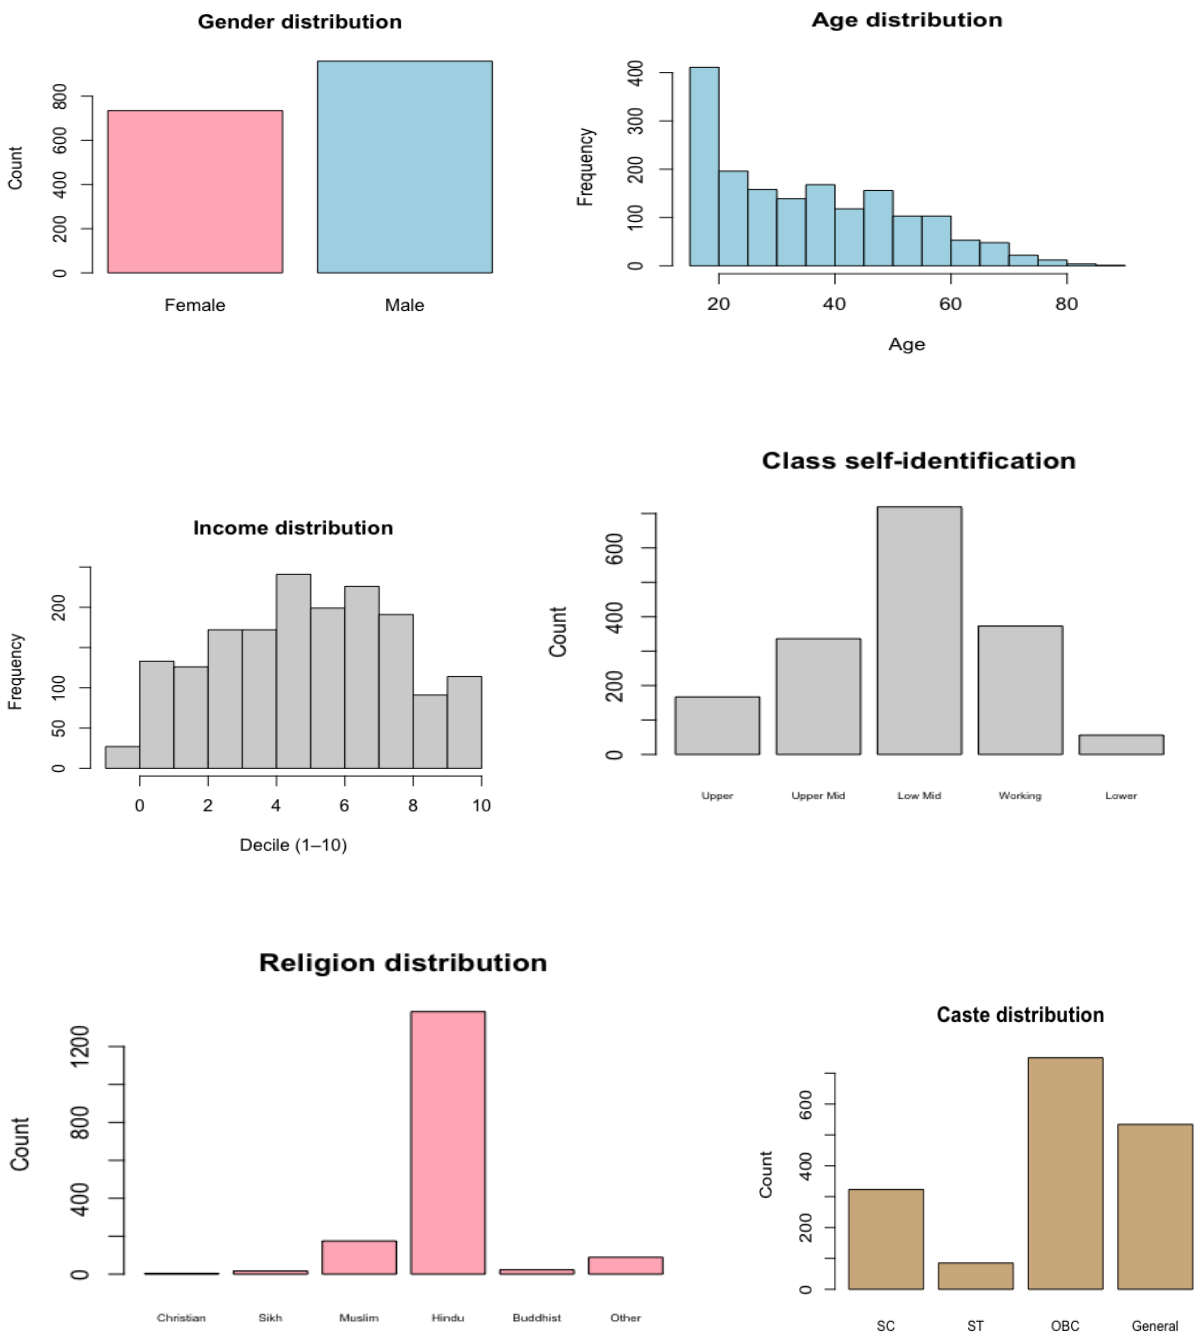 Gender distribution
Count
0
200
400
600
800
Female
Male
Age distribution
Frequency
0
100
200
300
400
20
40
60
80
Age
Income distribution
Frequency
0
50
100
200
0
2
4
6
8
10
Decile (1–10)
Class self-identification
Count
0
200
400
600
Upper
Upper Mid
Low Mid
Working
Lower
Religion distribution
Count
0
400
800
1200
Christian
Sikh
Muslim
Hindu
Buddhist
Other
Caste distribution
Count
0
200
400
600
SC
ST
OBC
General